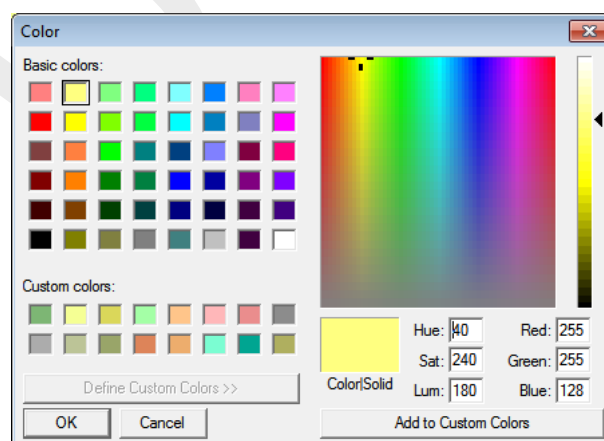 Color
Basic colors:
Custom colors:
Define Custom Colors >>
OK Cancel
Color|Solid
Hue: 40 Red: 255
Sat: 240 Green: 255
Lum: 180 Blue: 128
Add to Custom Colors